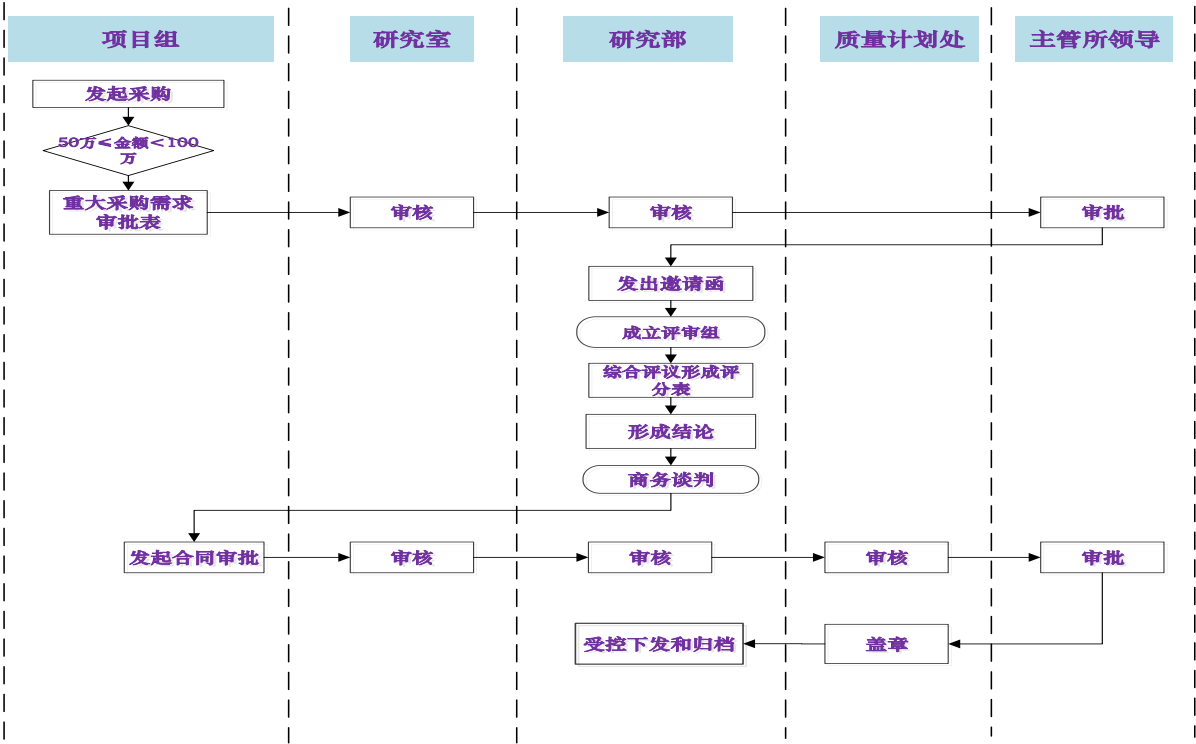 项目组
研究室
研究部
质量计划处
主管所领导
发起采购
50万≤金额<100
万
重大采购需求
审批表
审核
审核
审批
发出邀请函
成立评审组
综合评议形成评
分表
形成结论
商务谈判
发起合同审批
审核
审核
审核
审批
受控下发和归档
盖章